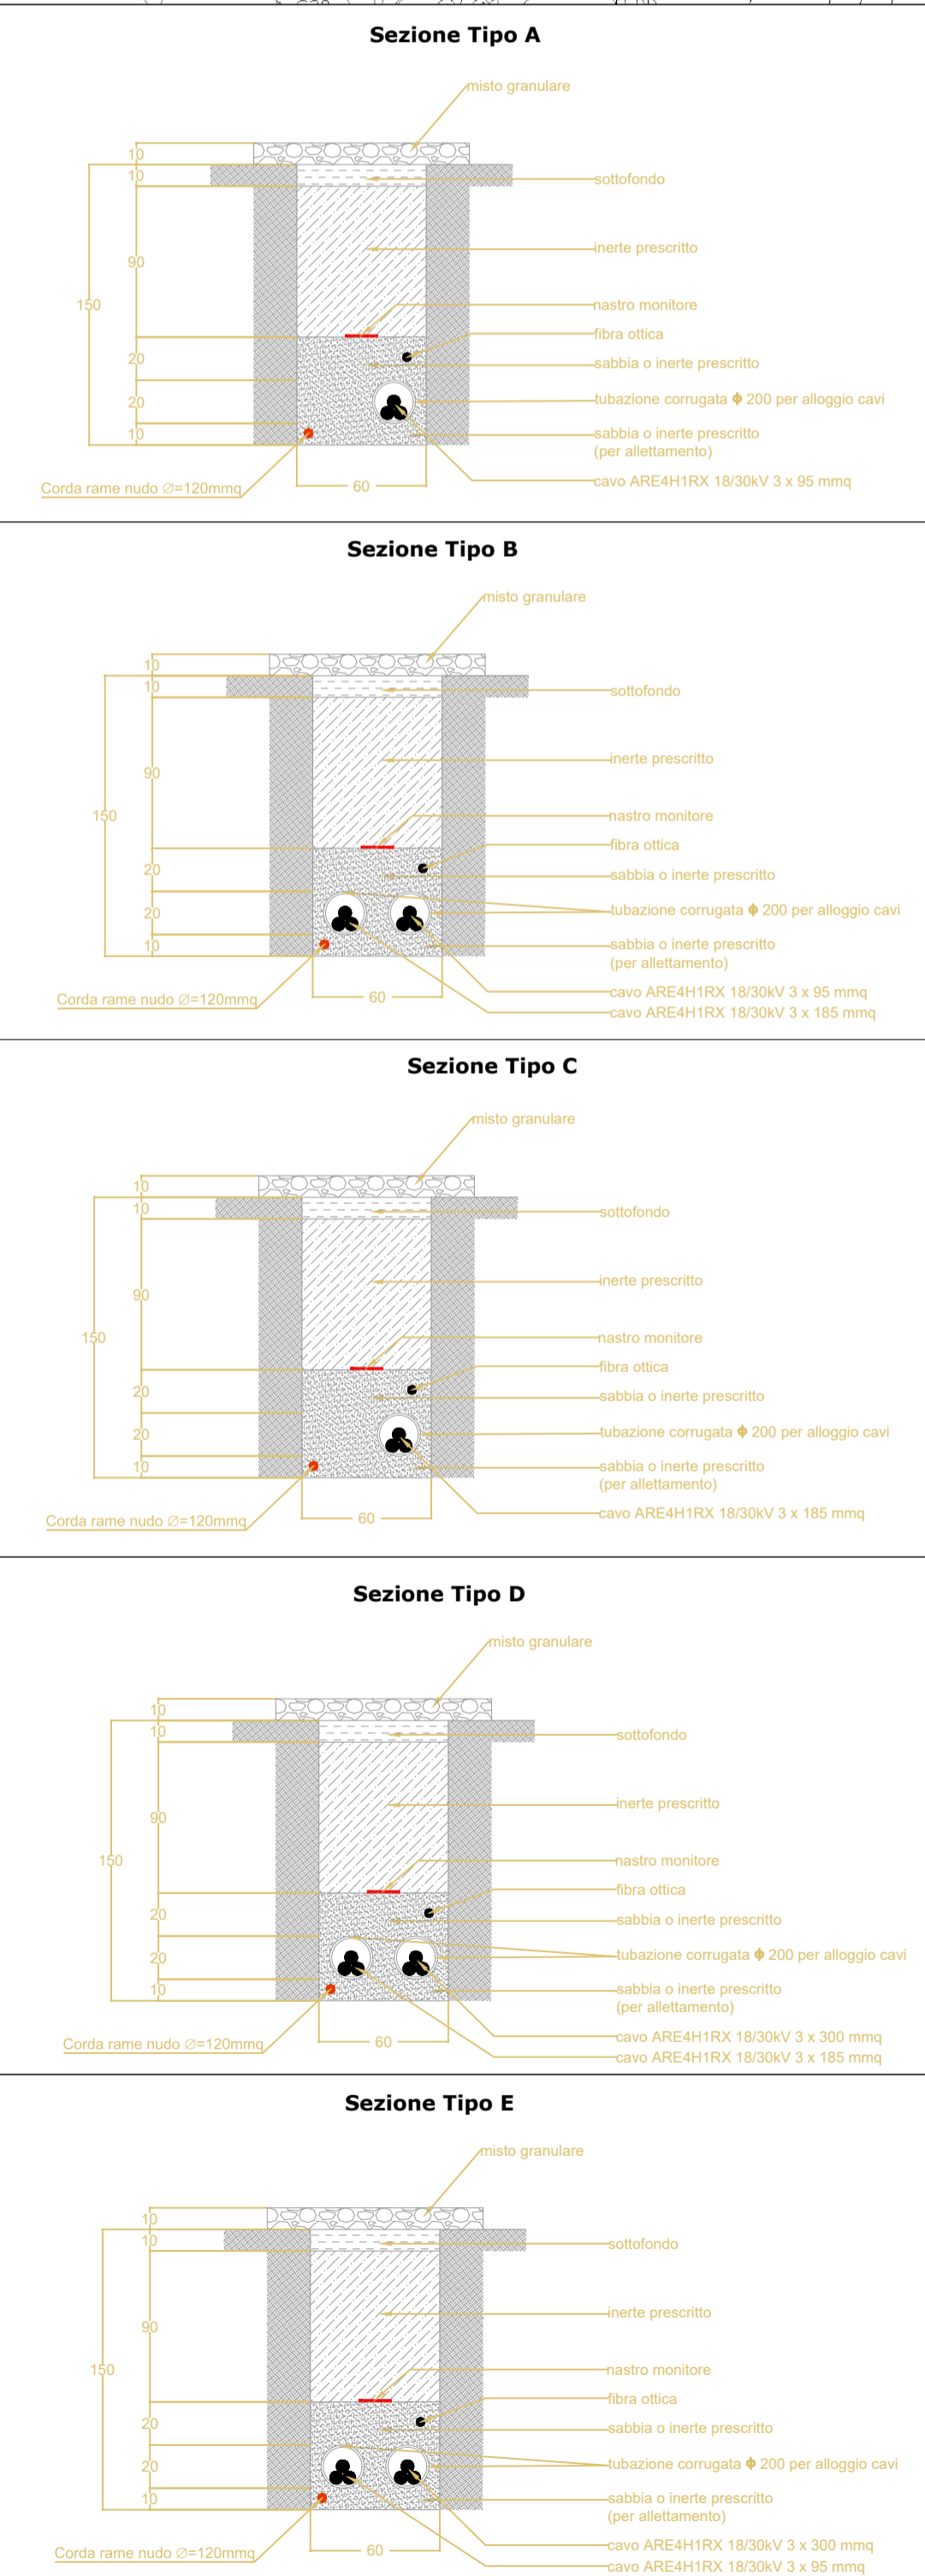 Sezione Tipo A
misto granulare
10
10
sottofondo
90
inerte prescritto
150
nastro monitore
fibra ottica
20
sabbia o inerte prescritto
20
tubazione corrugata ϕ 200 per alloggio cavi
10
sabbia o inerte prescritto
(per allettamento)
cavo ARE4H1RX 18/30kV 3 x 95 mmq
60
Corda rame nudo ∅=120mmq
Sezione Tipo B
misto granulare
10
10
sottofondo
90
inerte prescritto
150
nastro monitore
fibra ottica
20
sabbia o inerte prescritto
20
tubazione corrugata ϕ 200 per alloggio cavi
10
sabbia o inerte prescritto
(per allettamento)
cavo ARE4H1RX 18/30kV 3 x 95 mmq
60
Corda rame nudo ∅=120mmq
cavo ARE4H1RX 18/30kV 3 x 185 mmq
Sezione Tipo C
misto granulare
10
10
sottofondo
90
inerte prescritto
150
nastro monitore
fibra ottica
20
sabbia o inerte prescritto
20
tubazione corrugata ϕ 200 per alloggio cavi
10
sabbia o inerte prescritto
(per allettamento)
cavo ARE4H1RX 18/30kV 3 x 185 mmq
60
Corda rame nudo ∅=120mmq
Sezione Tipo D
misto granulare
10
10
sottofondo
90
inerte prescritto
150
nastro monitore
fibra ottica
20
sabbia o inerte prescritto
20
tubazione corrugata ϕ 200 per alloggio cavi
10
sabbia o inerte prescritto
(per allettamento)
cavo ARE4H1RX 18/30kV 3 x 300 mmq
60
Corda rame nudo ∅=120mmq
cavo ARE4H1RX 18/30kV 3 x 185 mmq
Sezione Tipo E
misto granulare
10
10
sottofondo
90
inerte prescritto
150
nastro monitore
fibra ottica
20
sabbia o inerte prescritto
20
tubazione corrugata ϕ 200 per alloggio cavi
10
sabbia o inerte prescritto
(per allettamento)
cavo ARE4H1RX 18/30kV 3 x 300 mmq
60
Corda rame nudo ∅=120mmq
cavo ARE4H1RX 18/30kV 3 x 95 mmq